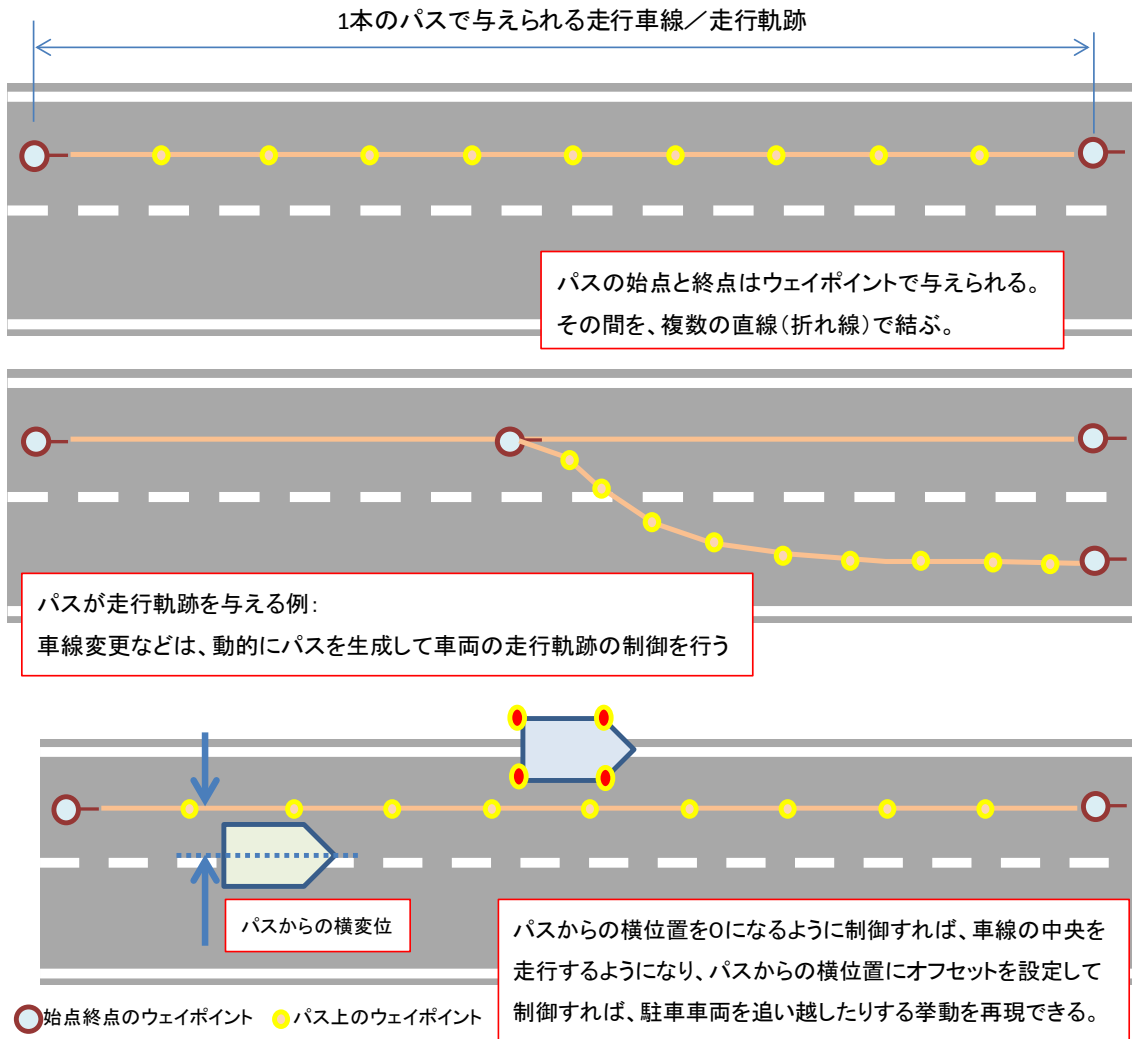 1本のパスで与えられる走行車線／走行軌跡
パスの始点と終点はウェイポイントで与えられる。
その間を、複数の直線(折れ線)で結ぶ。
パスが走行軌跡を与える例:
車線変更などは、動的にパスを生成して車両の走行軌跡の制御を行う
パスからの横変位
パスからの横位置を0になるように制御すれば、車線の中央を
走行するようになり、パスからの横位置にオフセットを設定して
制御すれば、駐車車両を追い越したりする挙動を再現できる。
始点終点のウェイポイント
パス上のウェイポイント